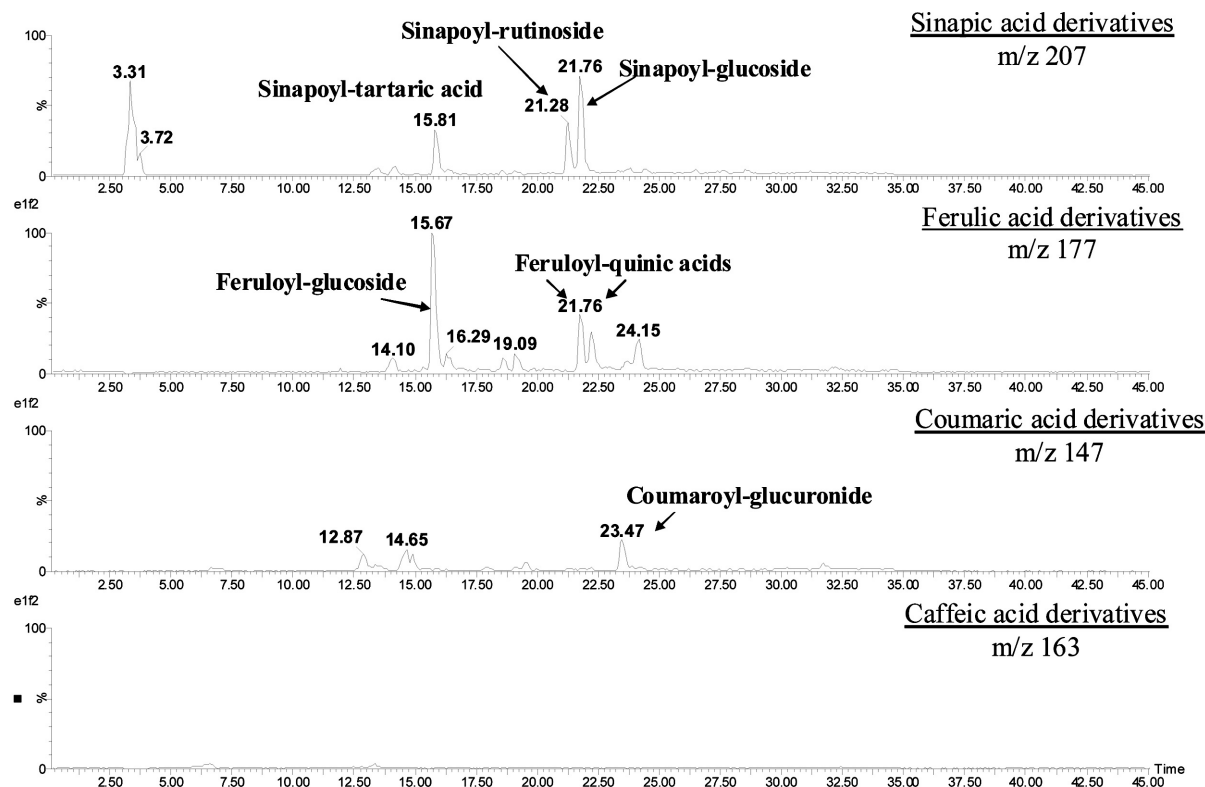 Sinapic acid derivatives
m/z 207
100
%
0
Sinapoyl-rutinoside
Sinapoyl-glucoside
Sinapoyl-tartaric acid
3.31
3.72
15.81
21.28
21.76
2.50 5.00 7.50 10.00 12.50 15.00 17.50 20.00 22.50 25.00 27.50 30.00 32.50 35.00 37.50 40.00 42.50 45.00
e1f2
Ferulic acid derivatives
m/z 177
100
%
0
15.67
Feruloyl-glucoside
Feruloyl-quinic acids
14.10
16.29
19.09
21.76
24.15
2.50 5.00 7.50 10.00 12.50 15.00 17.50 20.00 22.50 25.00 27.50 30.00 32.50 35.00 37.50 40.00 42.50 45.00
e1f2
Coumaric acid derivatives
m/z 147
100
%
0
Coumaroyl-glucuronide
12.87
14.65
23.47
2.50 5.00 7.50 10.00 12.50 15.00 17.50 20.00 22.50 25.00 27.50 30.00 32.50 35.00 37.50 40.00 42.50 45.00
e1f2
Caffeic acid derivatives
m/z 163
100
%
0
Time
2.50 5.00 7.50 10.00 12.50 15.00 17.50 20.00 22.50 25.00 27.50 30.00 32.50 35.00 37.50 40.00 42.50 45.00